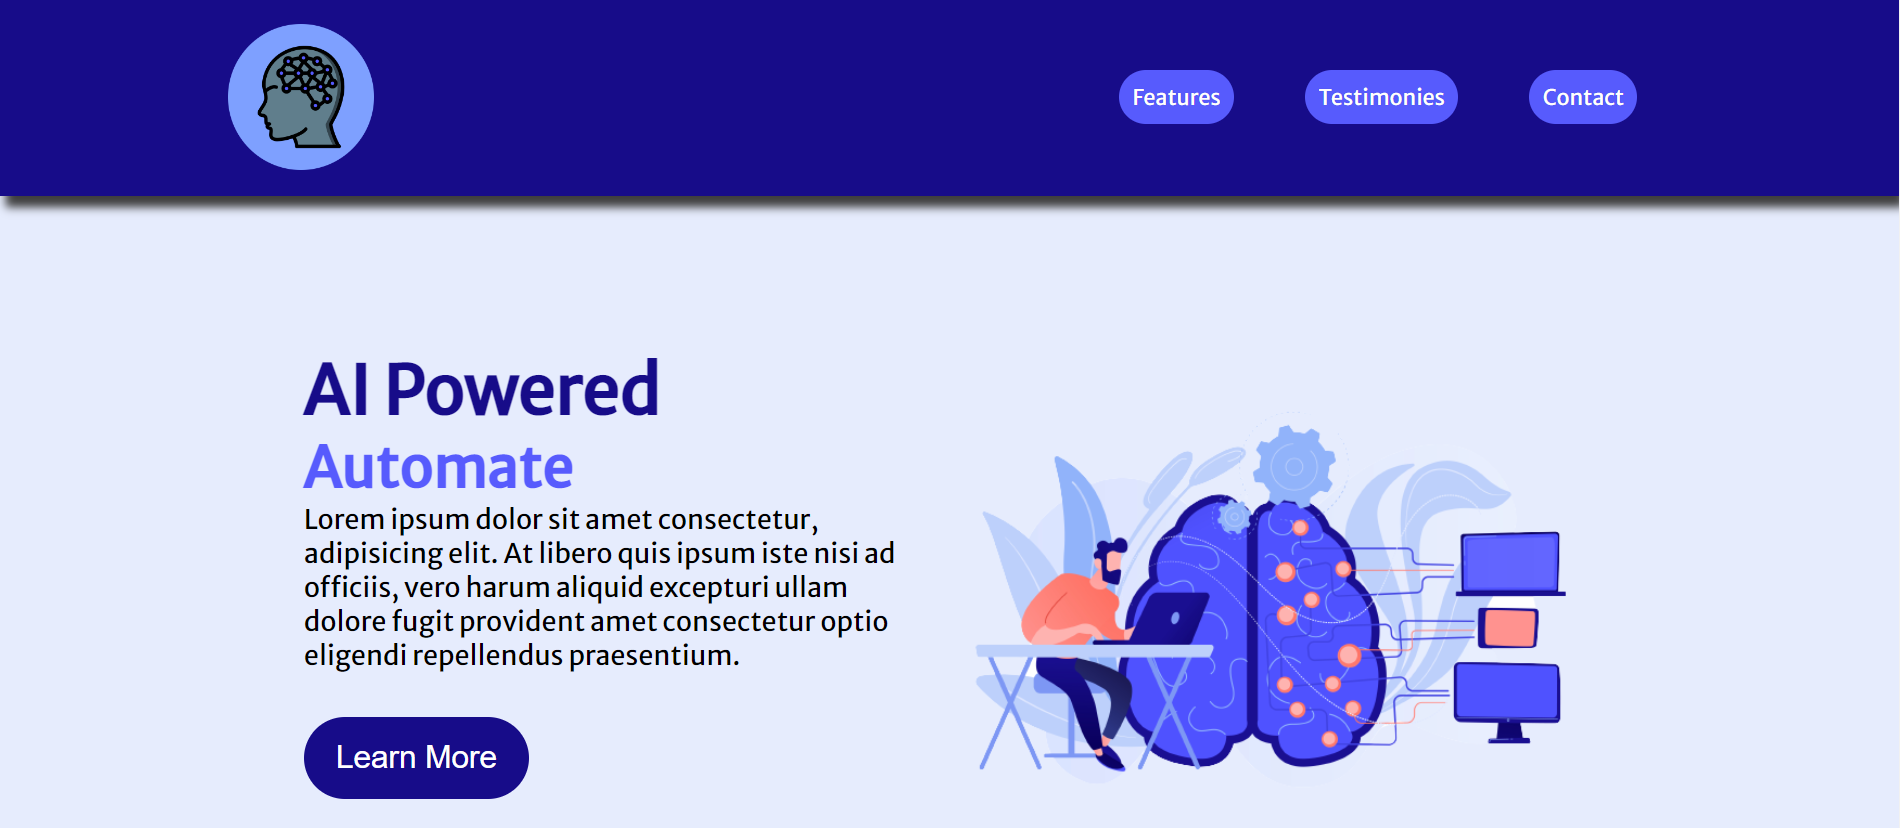 Features
Testimonies
Contact
AI Powered
Automate
Lorem ipsum dolor sit amet consectetur,
adipisicing elit. At libero quis ipsum iste nisi ad
officiis, vero harum aliquid excepturi ullam
dolore fugit provident amet consectetur optio
eligendi repellendus praesentium.
Learn More